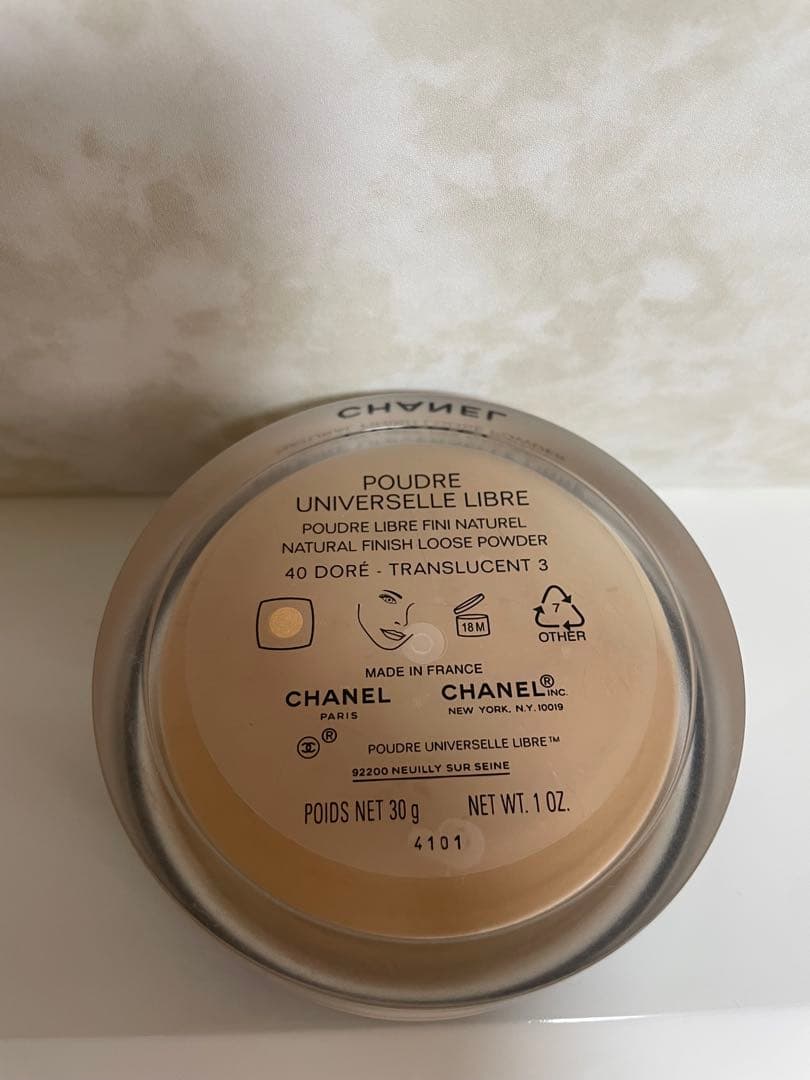 CHANEL
POUDRE
UNIVERSELLE LIBRE
POUDRE LIBRE FINI NATUREL
NATURAL FINISH LOOSE POWDER
40 DORÉ - TRANSLUCENT 3
18 M
7
OTHER
MADE IN FRANCE
CHANEL CHANEL® INC.
PARIS NEW YORK, N.Y. 10019
® POUDRE UNIVERSELLE LIBRE™
92200 NEUILLY SUR SEINE
POIDS NET 30 g NET WT. 1 OZ.
4101